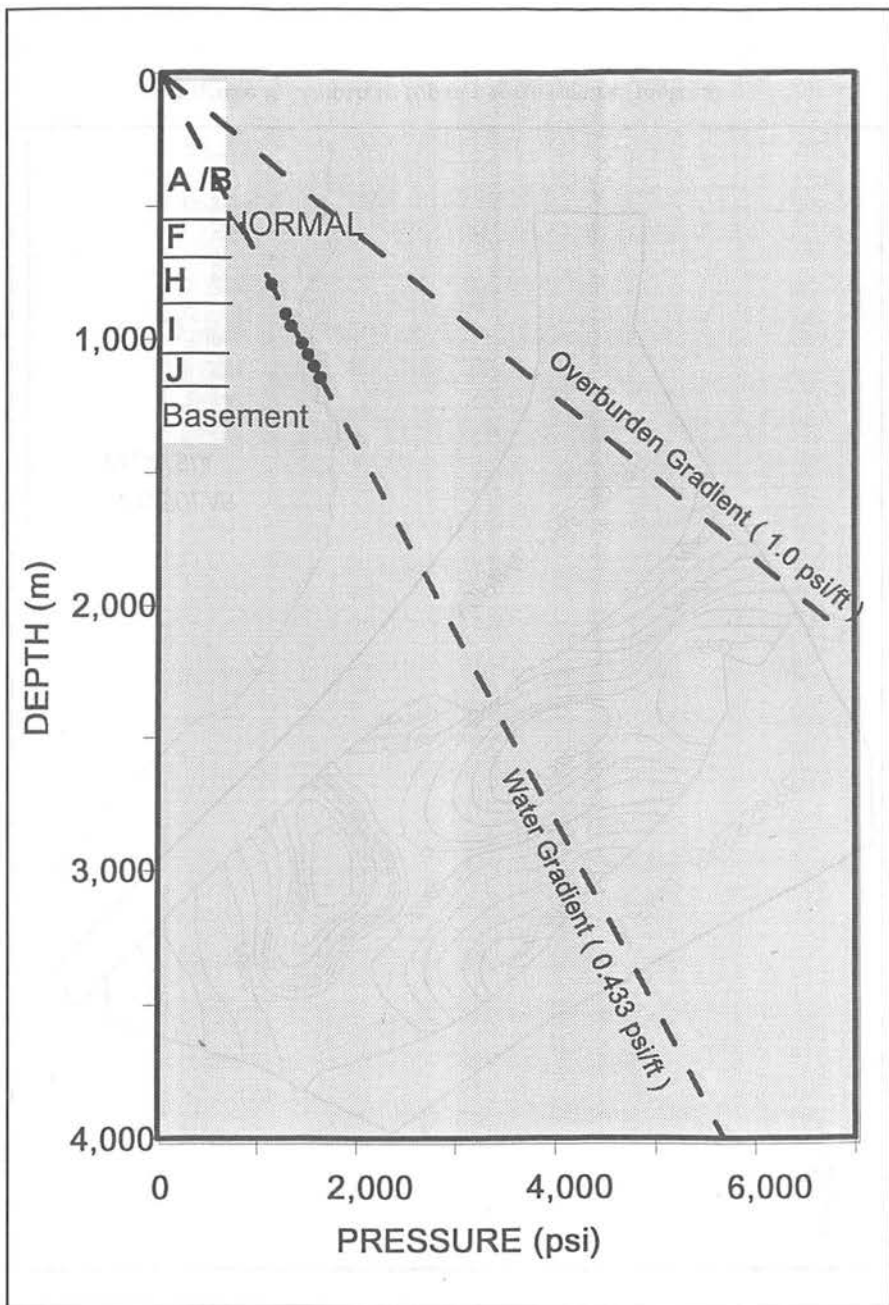 0
A /B
NORMAL
F
H
1,000
I
J
Basement
Overburden Gradient ( 1.0 psi/ft )
2,000
DEPTH (m)
Water Gradient ( 0.433 psi/ft )
3,000
4,000
0
2,000
4,000
6,000
PRESSURE (psi)